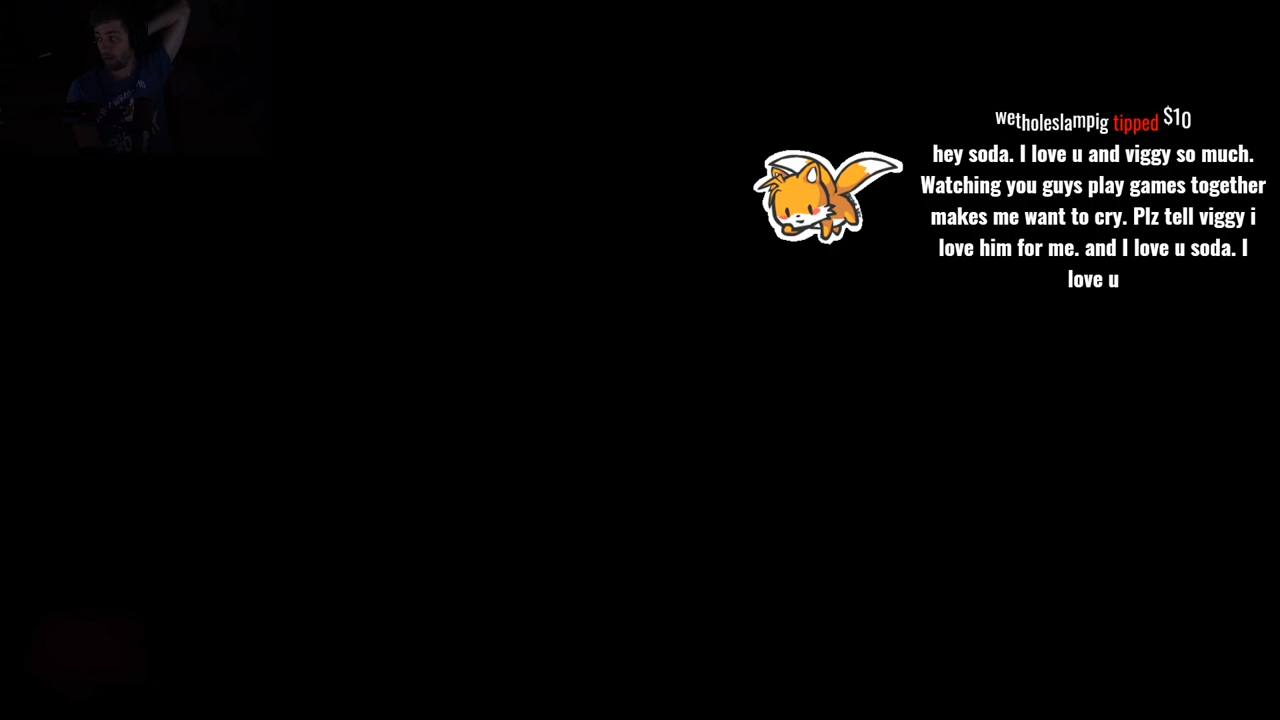 wetholeslampig tipped $10
hey soda. I love u and viggy so much.
Watching you guys play games together
makes me want to cry. Plz tell viggy i
love him for me. and I love u soda. I
love u